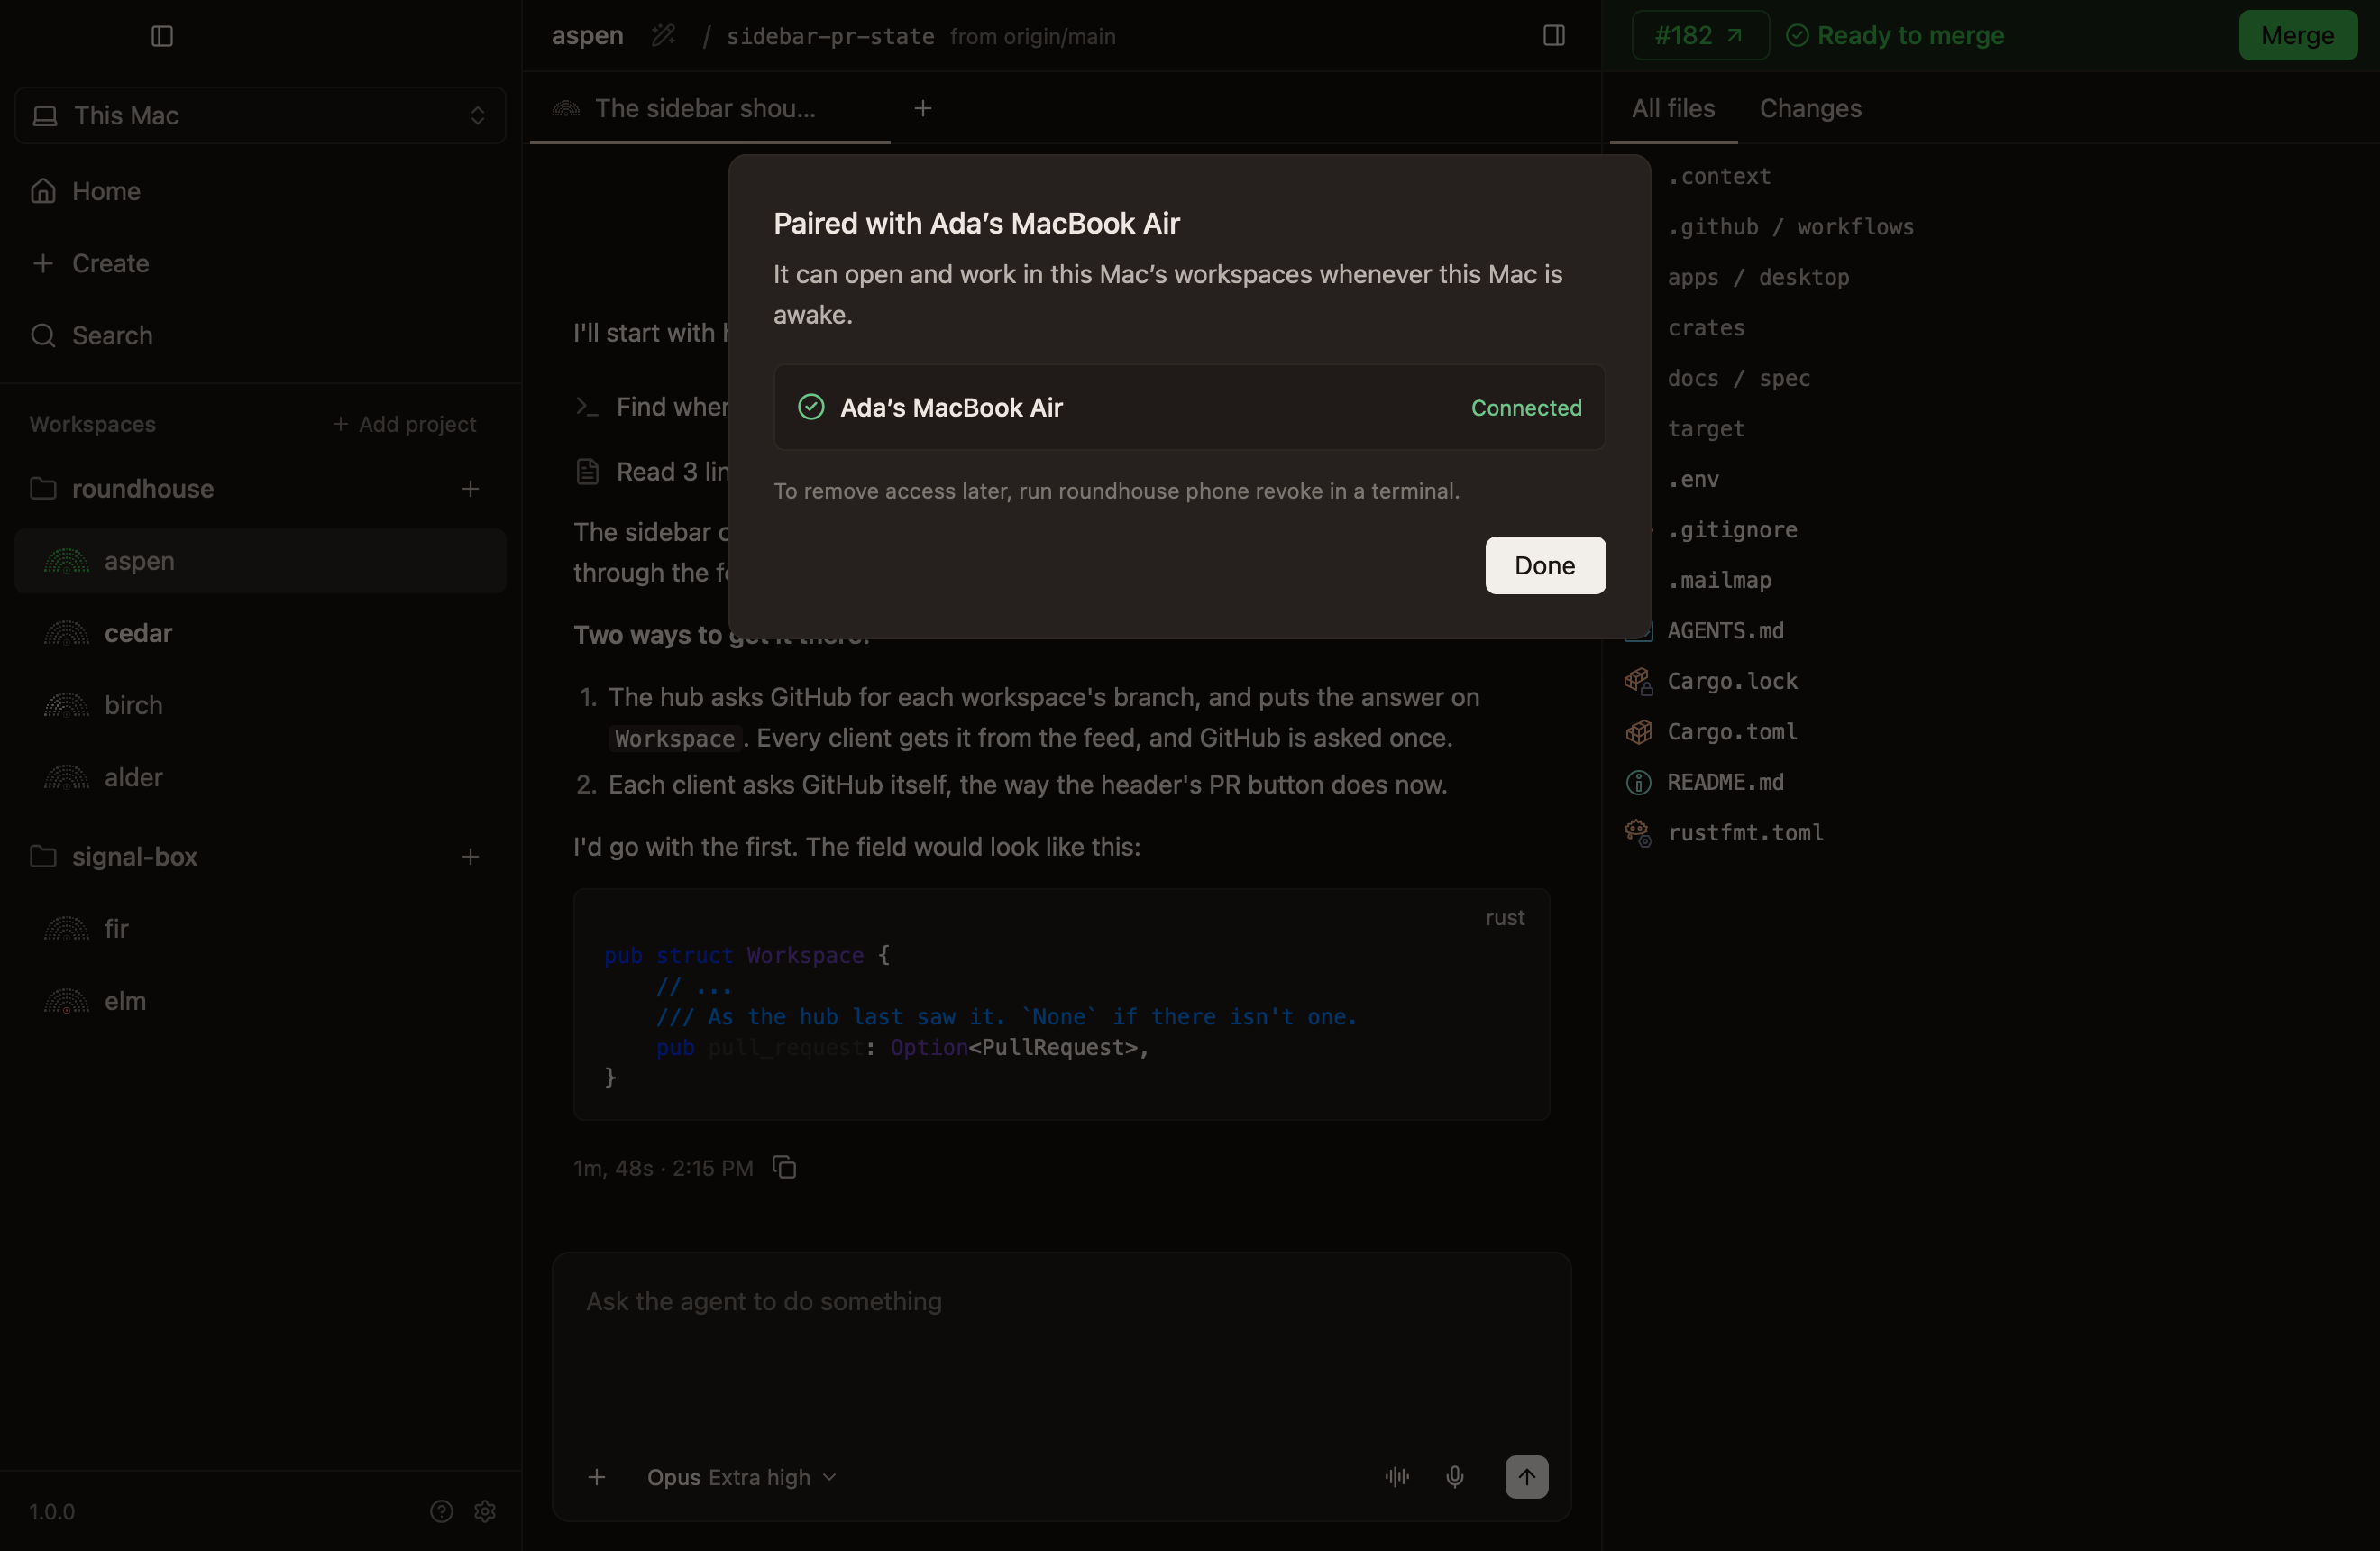 This Mac
Home
Create
Search
Workspaces
Add project
roundhouse
aspen
cedar
birch
alder
signal-box
fir
elm
1.0.0
aspen / sidebar-pr-state from origin/main
The sidebar shou...
I'll start with
Find
Read 3
The sidebar
through the
Two ways to get it there:
1. The hub asks GitHub for each workspace's branch, and puts the answer on
Workspace. Every client gets it from the feed, and GitHub is asked once.
2. Each client asks GitHub itself, the way the header's PR button does now.
I'd go with the first. The field would look like this:
rust
pub struct Workspace {
// ...
/// As the hub last saw it. `None` if there isn't one.
pub pull_request: Option<PullRequest>,
}
1m, 48s · 2:15 PM
Ask the agent to do something
Opus Extra high
Paired with Ada’s MacBook Air
It can open and work in this Mac’s workspaces whenever this Mac is
awake.
Ada’s MacBook Air
Connected
To remove access later, run roundhouse phone revoke in a terminal.
Done
#182
Ready to merge
Merge
All files
Changes
.context
.github / workflows
apps / desktop
crates
docs / spec
target
.env
.gitignore
.mailmap
AGENTS.md
Cargo.lock
Cargo.toml
README.md
rustfmt.toml